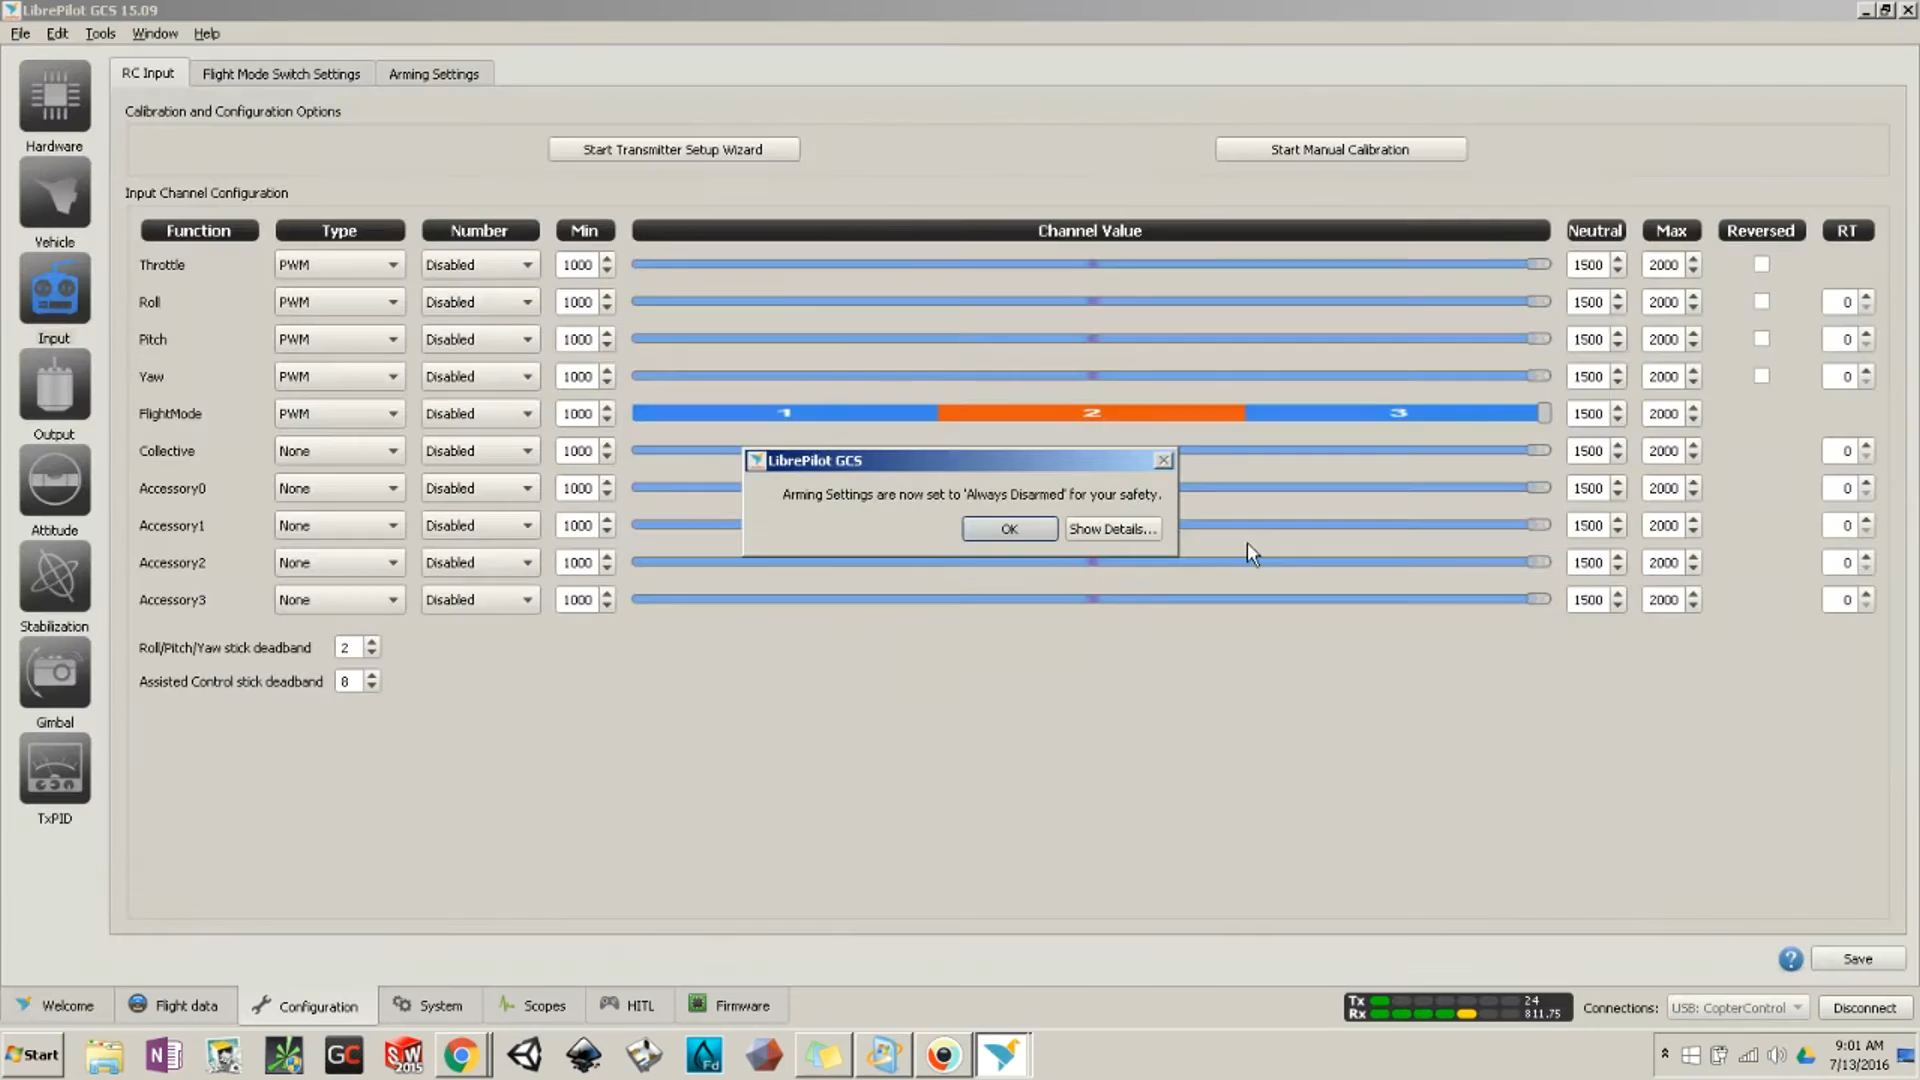 LibrePilot GCS 15.09
File Edit Tools Window Help
RC Input Flight Mode Switch Settings Arming Settings
Calibration and Configuration Options
Start Transmitter Setup Wizard Start Manual Calibration
Input Channel Configuration
Function Type Number Min Channel Value Neutral Max Reversed RT
Throttle PWM Disabled 1000 1500 2000
Roll PWM Disabled 1000 1500 2000 0
Pitch PWM Disabled 1000 1500 2000 0
Yaw PWM Disabled 1000 1500 2000 0
FlightMode PWM Disabled 1000 1 2 3 1500 2000
Collective None Disabled 1000 1500 2000 0
Accessory0 None Disabled 1000 1500 2000 0
Accessory1 None Disabled 1000 1500 2000 0
Accessory2 None Disabled 1000 1500 2000 0
Accessory3 None Disabled 1000 1500 2000 0
LibrePilot GCS
Arming Settings are now set to 'Always Disarmed' for your safety.
OK Show Details...
Roll/Pitch/Yaw stick deadband 2
Assisted Control stick deadband 8
Hardware
Vehicle
Input
Output
Attitude
Stabilization
Gimbal
TxPID
? Save
Welcome Flight data Configuration System Scopes HITL Firmware
Tx 24
Rx 811.75
Connections: USB: CopterControl Disconnect
Start N GC SW 2015 Fd
9:01 AM
7/13/2016